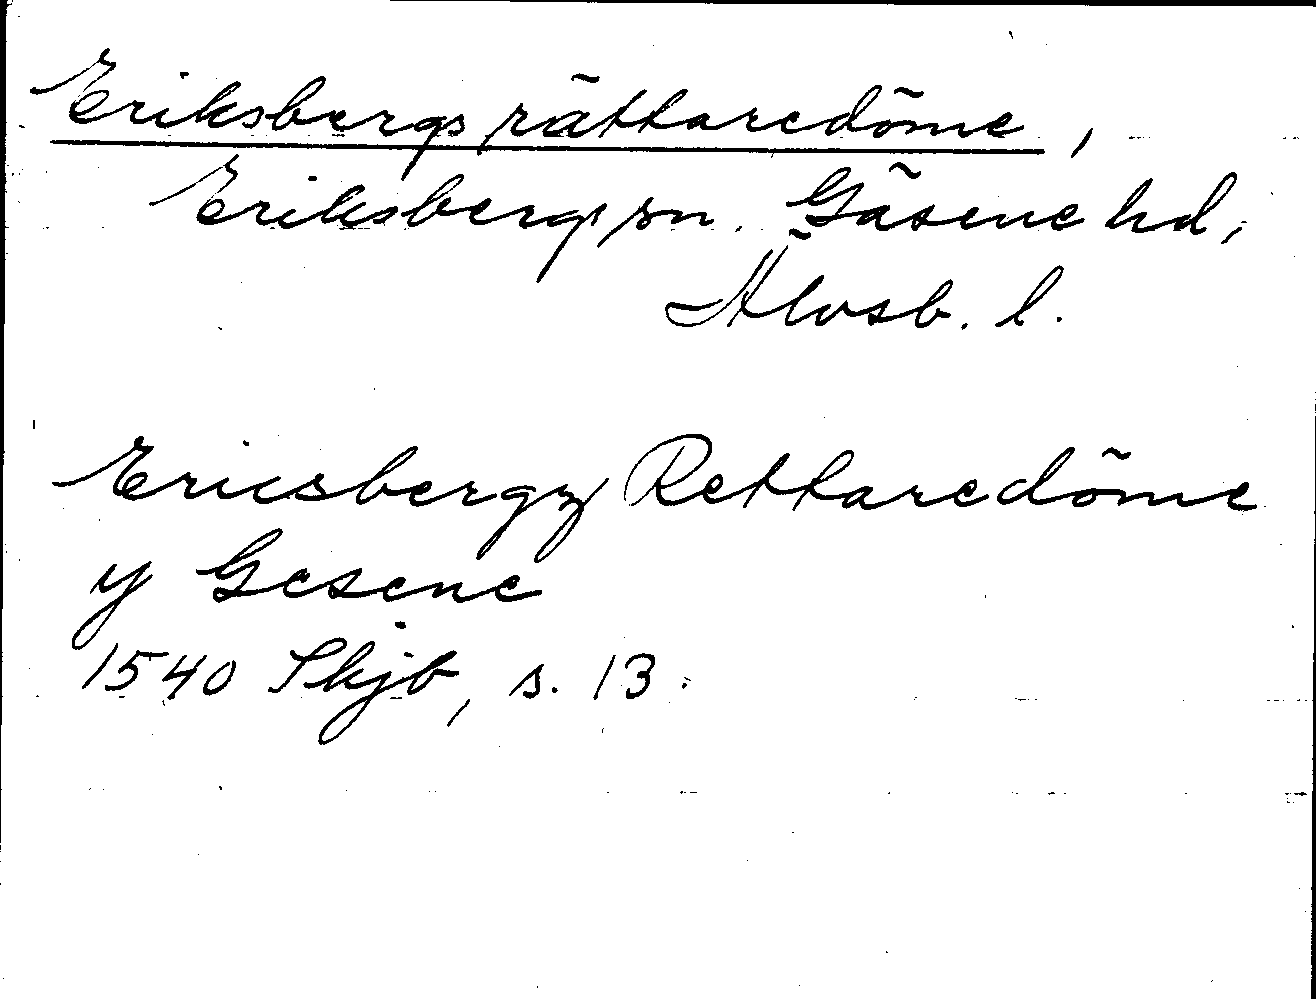 Eriksbergs rättaredöme,
Eriksbergs sn. Gäsene hd,
Älvsb. l.
Ericsbergz Rettaredöme
y Gesene
1540 Skjb, s. 13.